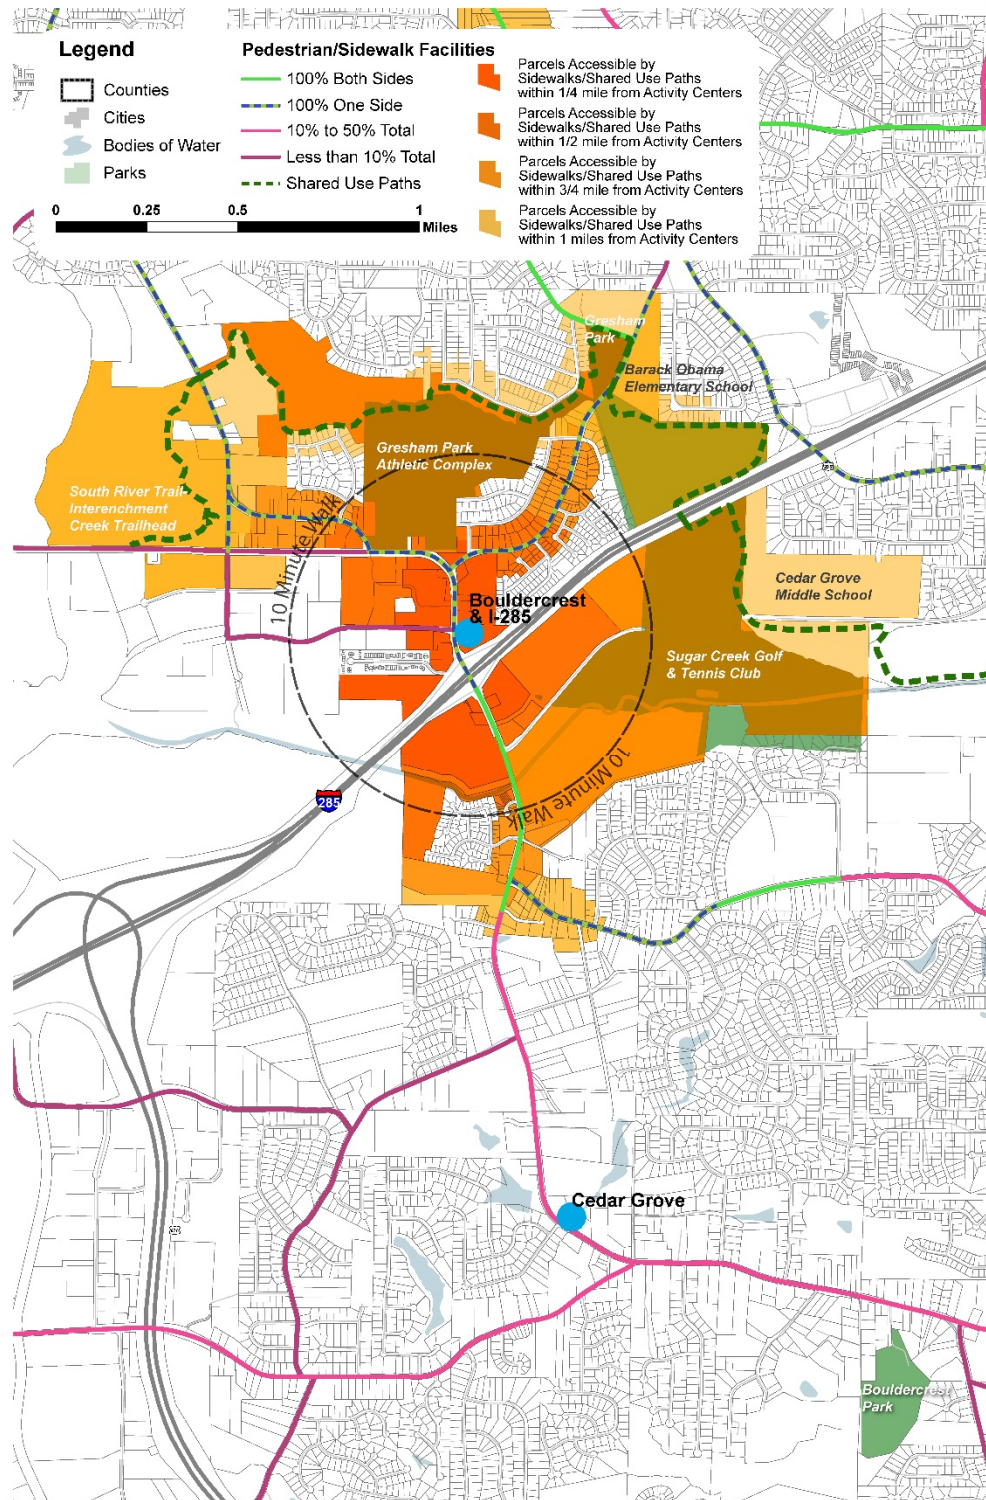 Legend
Counties
Cities
Bodies of Water
Parks
Pedestrian/Sidewalk Facilities
100% Both Sides
100% One Side
10% to 50% Total
Less than 10% Total
Shared Use Paths
Parcels Accessible by
Sidewalks/Shared Use Paths
within 1/4 mile from Activity Centers
Parcels Accessible by
Sidewalks/Shared Use Paths
within 1/2 mile from Activity Centers
Parcels Accessible by
Sidewalks/Shared Use Paths
within 3/4 mile from Activity Centers
Parcels Accessible by
Sidewalks/Shared Use Paths
within 1 miles from Activity Centers
0 0.25 0.5 1
Miles
Gresham
Park
Barack Obama
Elementary School
Gresham Park
Athletic Complex
South River Trail-
Interenchment
Creek Trailhead
10 Minute Walk
Bouldercrest
& I-285
Cedar Grove
Middle School
Sugar Creek Golf
& Tennis Club
10 Minute Walk
285
Cedar Grove
Bouldercrest
Park